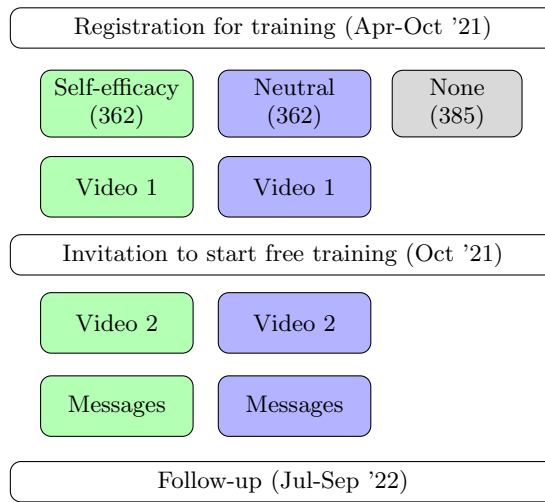 Registration for training (Apr-Oct '21)
Self-efficacy
(362)
Neutral
(362)
None
(385)
Video 1
Video 1
Invitation to start free training (Oct '21)
Video 2
Video 2
Messages
Messages
Follow-up (Jul-Sep '22)